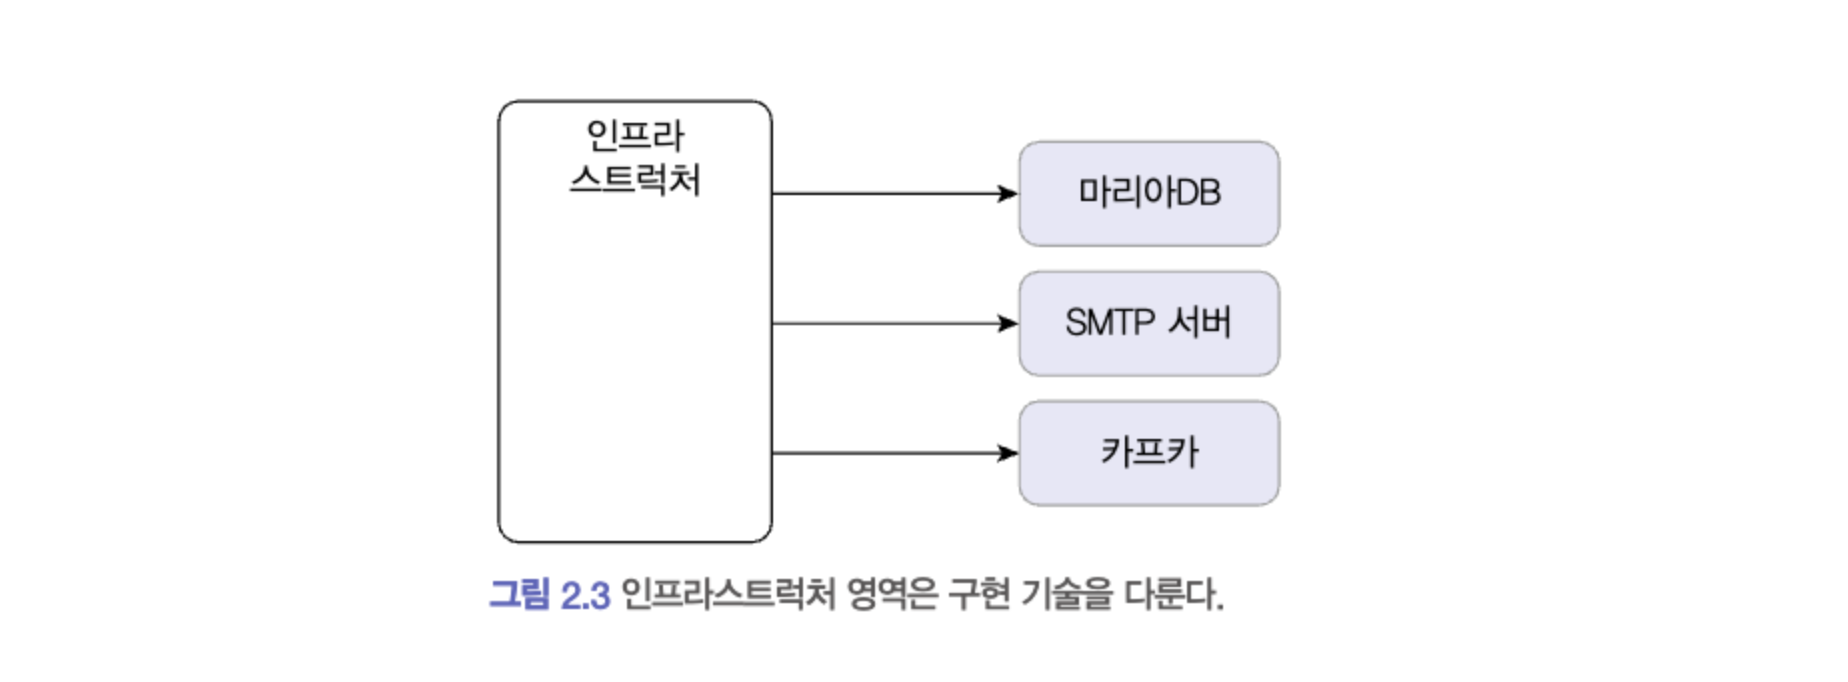 인프라
스트럭처
마리아DB
SMTP 서버
카프카
그림 2.3 인프라스트럭처 영역은 구현 기술을 다룬다.